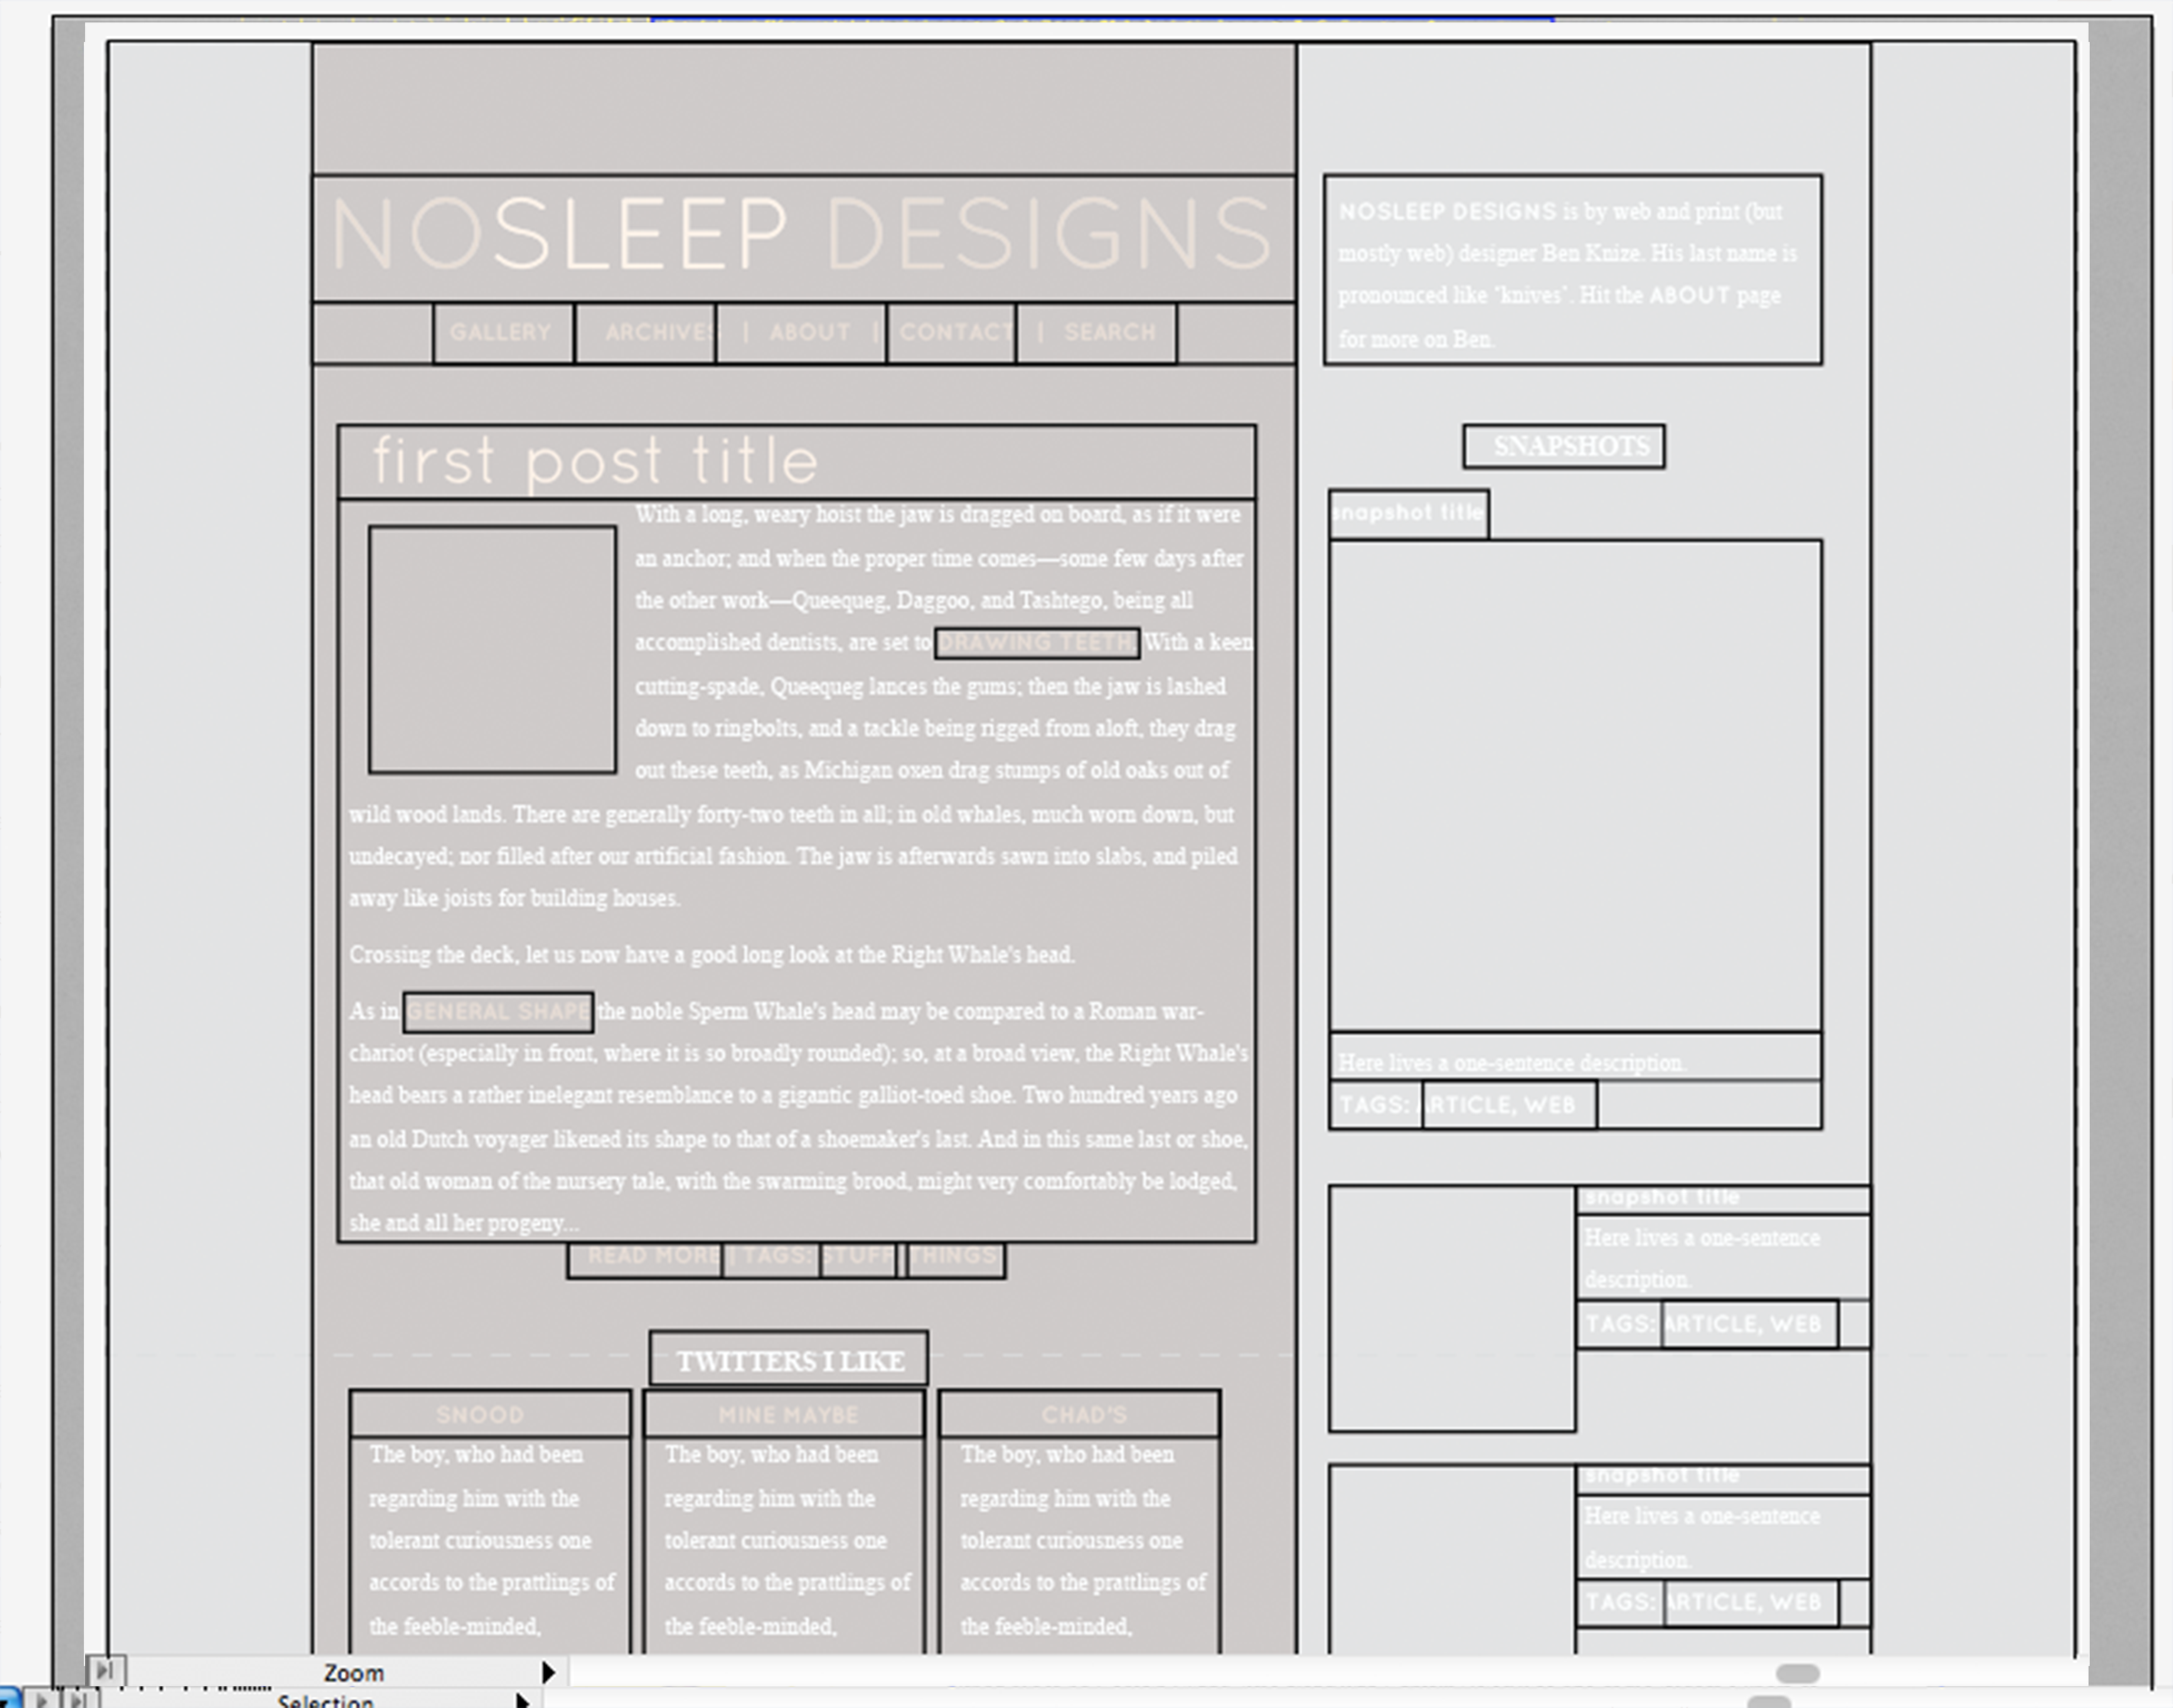 NOSLEEP DESIGNS
GALLERY ARCHIVES | ABOUT | CONTACT | SEARCH
first post title
With a long, weary hoist the jaw is dragged on board, as if it were
an anchor; and when the proper time comes—some few days after
the other work—Queequeg, Daggoo, and Tashtego, being all
accomplished dentists, are set to DRAWING TEETH. With a keen
cutting-spade, Queequeg lances the gums; then the jaw is lashed
down to ringbolts, and a tackle being rigged from aloft, they drag
out these teeth, as Michigan oxen drag stumps of old oaks out of
wild wood lands. There are generally forty-two teeth in all; in old whales, much worn down, but
undecayed; nor filled after our artificial fashion. The jaw is afterwards sawn into slabs, and piled
away like joists for building houses.
Crossing the deck, let us now have a good long look at the Right Whale's head.
As in GENERAL SHAPE the noble Sperm Whale's head may be compared to a Roman war-
chariot (especially in front, where it is so broadly rounded); so, at a broad view, the Right Whale's
head bears a rather inelegant resemblance to a gigantic galliot-toed shoe. Two hundred years ago
an old Dutch voyager likened its shape to that of a shoemaker's last. And in this same last or shoe,
that old woman of the nursery tale, with the swarming brood, might very comfortably be lodged,
she and all her progeny...
READ MORE | TAGS: STUFF THINGS
TWITTERS I LIKE
SNOOD
The boy, who had been
regarding him with the
tolerant curiousness one
accords to the prattlings of
the feeble-minded,
MINE MAYBE
The boy, who had been
regarding him with the
tolerant curiousness one
accords to the prattlings of
the feeble-minded,
CHAD'S
The boy, who had been
regarding him with the
tolerant curiousness one
accords to the prattlings of
the feeble-minded,
NOSLEEP DESIGNS is by web and print (but
mostly web) designer Ben Knize. His last name is
pronounced like 'knives'. Hit the ABOUT page
for more on Ben.
SNAPSHOTS
snapshot title
Here lives a one-sentence description.
TAGS: ARTICLE, WEB
snapshot title
Here lives a one-sentence
description.
TAGS: ARTICLE, WEB
snapshot title
Here lives a one-sentence
description.
TAGS: ARTICLE, WEB
Zoom
Selection